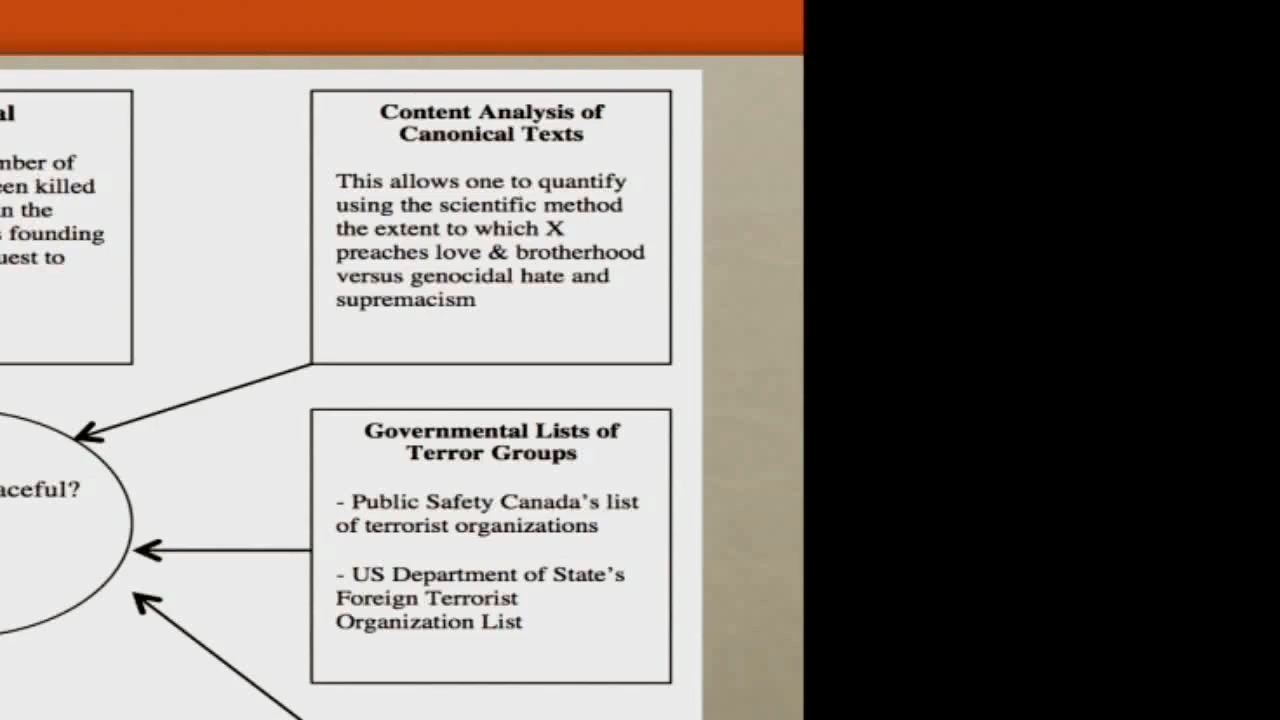 al
mber of
een killed
n the
s founding
uest to
Content Analysis of
Canonical Texts
This allows one to quantify
using the scientific method
the extent to which X
preaches love & brotherhood
versus genocidal hate and
supremacism
aceful?
Governmental Lists of
Terror Groups
- Public Safety Canada's list
of terrorist organizations
- US Department of State's
Foreign Terrorist
Organization List